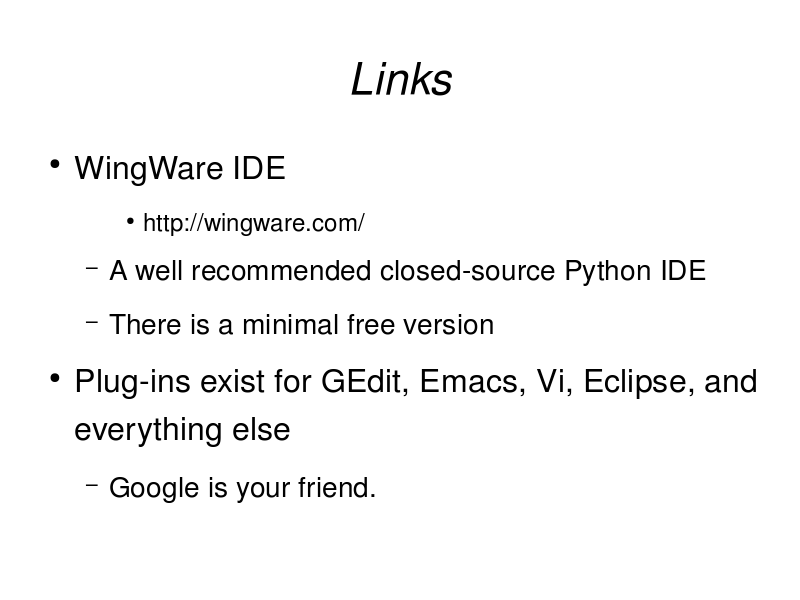 Links
• WingWare IDE
• http://wingware.com/
– A well recommended closed-source Python IDE
– There is a minimal free version
• Plug-ins exist for GEdit, Emacs, Vi, Eclipse, and
everything else
– Google is your friend.